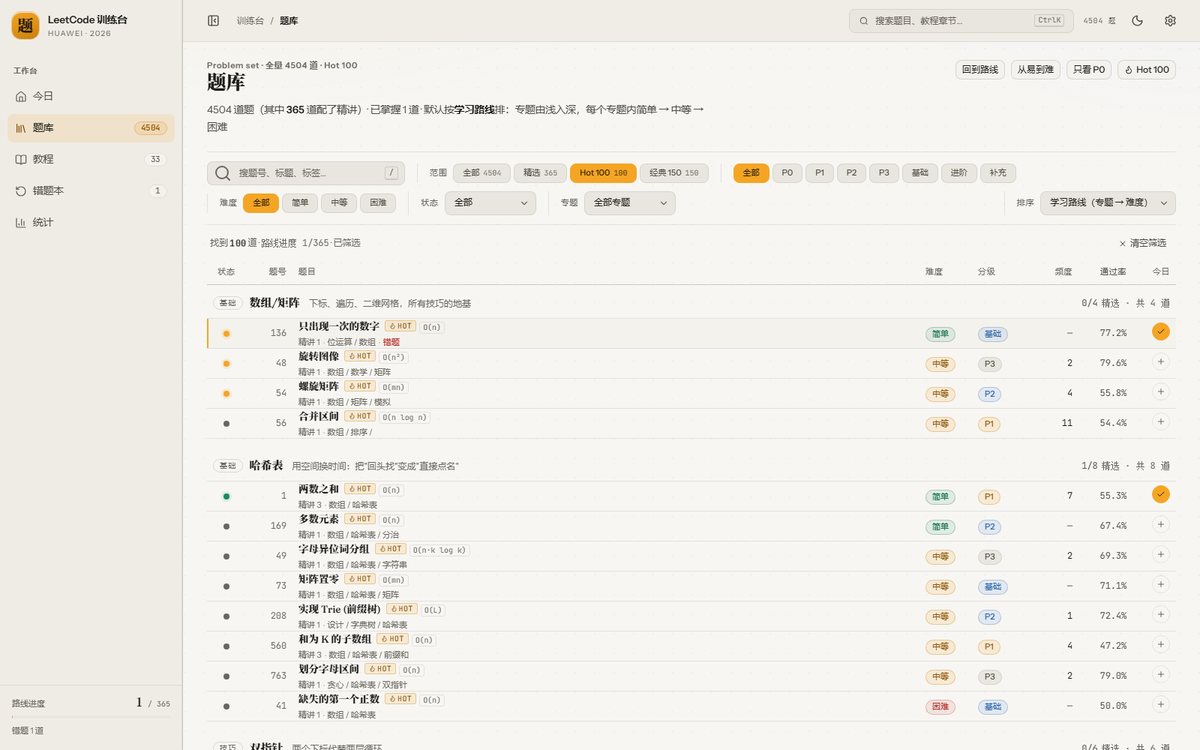 题 LeetCode 训练台
HUAWEI · 2026
工作台
今日
题库 4504
教程 33
错题本 1
统计
路线进度 1 / 365
错题 1 道
训练台 / 题库
搜索题目、教程章节… CtrlK
4504 题
Problem set · 全量 4504 道 · Hot 100
题库
4504 道题（其中 365 道配了精讲）· 已掌握 1 道 · 默认按学习路线排：专题由浅入深，每个专题内简单 → 中等 →
困难
回到路线 从易到难 只看 P0 Hot 100
搜题号、标题、标签… /
范围 全部 4504 精选 365 Hot 100 100 经典 150 150
全部 P0 P1 P2 P3 基础 进阶 补充
难度 全部 简单 中等 困难
状态 全部
专题 全部专题
排序 学习路线（专题 → 难度）
找到 100 道 · 路线进度 1/365 · 已筛选
× 清空筛选
状态 题号 题目 难度 分级 频度 通过率 今日
基础 数组/矩阵 下标、遍历、二维网格，所有技巧的地基 0/4 精选 · 共 4 道
136 只出现一次的数字 HOT O(n) 简单 基础 — 77.2%
精讲 1 · 位运算 / 数组 · 错题
48 旋转图像 HOT O(n²) 中等 P3 2 79.6% +
精讲 1 · 数组 / 数学 / 矩阵
54 螺旋矩阵 HOT O(mn) 中等 P2 4 55.8% +
精讲 1 · 数组 / 矩阵 / 模拟
56 合并区间 HOT O(n log n) 中等 P1 11 54.4% +
精讲 1 · 数组 / 排序 /
基础 哈希表 用空间换时间：把"回头找"变成"直接点名" 1/8 精选 · 共 8 道
1 两数之和 HOT O(n) 简单 P1 7 55.3%
精讲 3 · 数组 / 哈希表
169 多数元素 HOT O(n) 简单 P2 — 67.4% +
精讲 1 · 数组 / 哈希表 / 分治
49 字母异位词分组 HOT O(n·k log k) 中等 P3 2 69.3% +
精讲 1 · 数组 / 哈希表 / 字符串
73 矩阵置零 HOT O(mn) 中等 基础 — 71.1% +
精讲 1 · 数组 / 哈希表 / 矩阵
208 实现 Trie (前缀树) HOT O(L) 中等 P2 1 72.4% +
精讲 1 · 设计 / 字典树 / 哈希表
560 和为 K 的子数组 HOT O(n) 中等 P1 4 47.2% +
精讲 3 · 数组 / 哈希表 / 前缀和
763 划分字母区间 HOT O(n) 中等 P3 2 79.0% +
精讲 1 · 贪心 / 哈希表 / 双指针
41 缺失的第一个正数 HOT O(n) 困难 基础 — 50.0% +
精讲 1 · 数组 / 哈希表
技巧 双指针 两个下标代替两层循环 0/6 精选 · 共 6 道